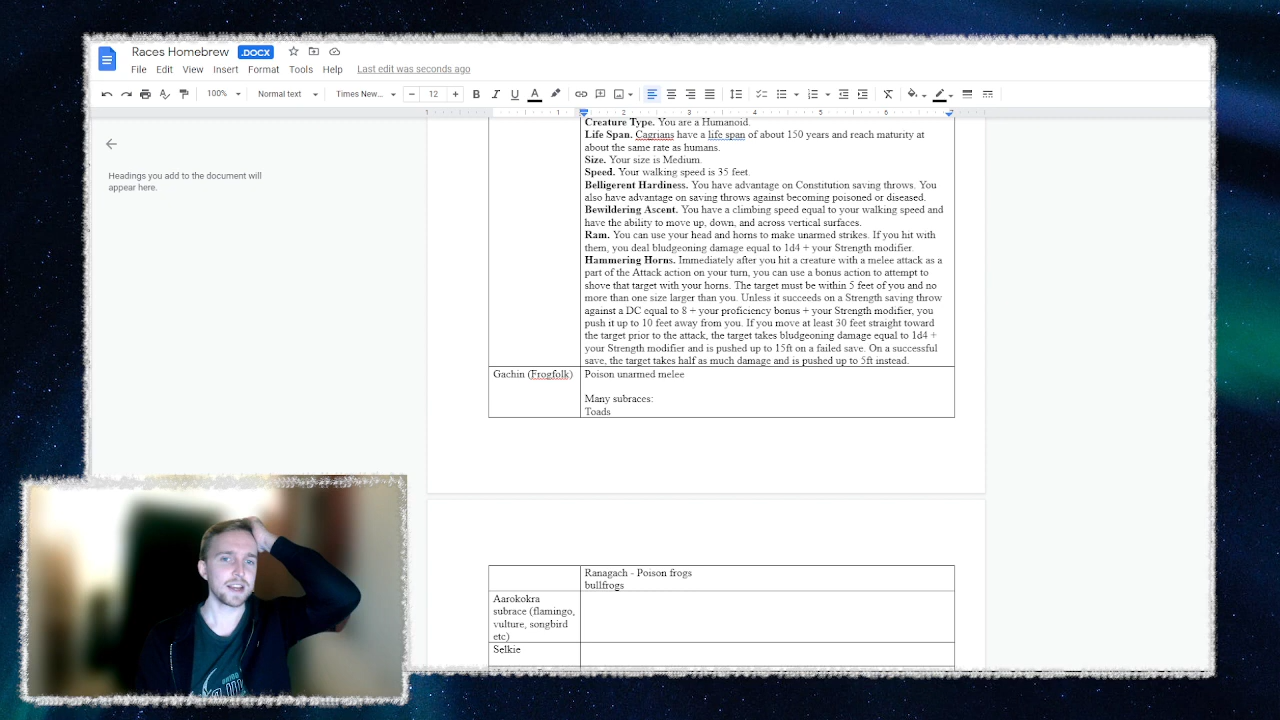 Races Homebrew .DOCX
File Edit View Insert Format Tools Help Last edit was seconds ago
100% Normal text Times New... 12 B I U A
1 1 2 3 4 5 6 7
Creature Type. You are a Humanoid.
Headings you add to the document will
appear here.
Life Span. Cagrians have a life span of about 150 years and reach maturity at
about the same rate as humans.
Size. Your size is Medium.
Speed. Your walking speed is 35 feet.
Belligerent Hardiness. You have advantage on Constitution saving throws. You
also have advantage on saving throws against becoming poisoned or diseased.
Bewildering Ascent. You have a climbing speed equal to your walking speed and
have the ability to move up, down, and across vertical surfaces.
Ram. You can use your head and horns to make unarmed strikes. If you hit with
them, you deal bludgeoning damage equal to 1d4 + your Strength modifier.
Hammering Horns. Immediately after you hit a creature with a melee attack as a
part of the Attack action on your turn, you can use a bonus action to attempt to
shove that target with your horns. The target must be within 5 feet of you and no
more than one size larger than you. Unless it succeeds on a Strength saving throw
against a DC equal to 8 + your proficiency bonus + your Strength modifier, you
push it up to 10 feet away from you. If you move at least 30 feet straight toward
the target prior to the attack, the target takes bludgeoning damage equal to 1d4 +
your Strength modifier and is pushed up to 15ft on a failed save. On a successful
save, the target takes half as much damage and is pushed up to 5ft instead.
Gachin (Frogfolk) Poison unarmed melee
Many subraces:
Toads
Ranagach - Poison frogs
bullfrogs
Aarokokra
subrace (flamingo,
vulture, songbird
etc)
Selkie